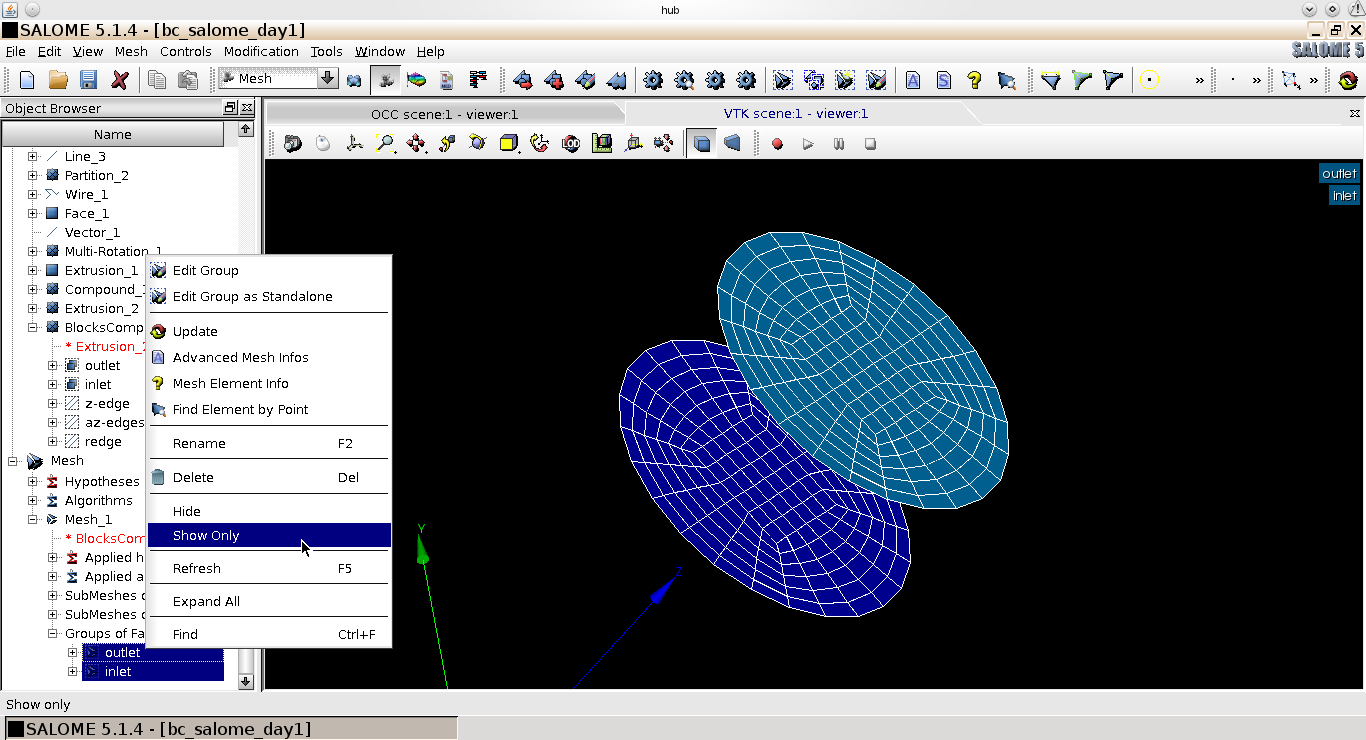 hub
SALOME 5.1.4 - [bc_salome_day1]
File Edit View Mesh Controls Modification Tools Window Help
SALOME 5
Mesh
» » »
Object Browser
Name
Line_3
Partition_2
Wire_1
Face_1
Vector_1
Multi-Rotation_1
Extrusion_1
Compound_
Extrusion_2
BlocksComp
* Extrusion_2
outlet
inlet
z-edge
az-edges
redge
Mesh
Hypotheses
Algorithms
Mesh_1
* BlocksCom
Applied h
Applied a
SubMeshes o
SubMeshes o
Groups of Fa
outlet
inlet
Edit Group
Edit Group as Standalone
Update
Advanced Mesh Infos
Mesh Element Info
Find Element by Point
Rename F2
Delete Del
Hide
Show Only
Refresh F5
Expand All
Find Ctrl+F
OCC scene:1 - viewer:1
VTK scene:1 - viewer:1
LOD
outlet
inlet
Y
Z
Show only
SALOME 5.1.4 - [bc_salome_day1]